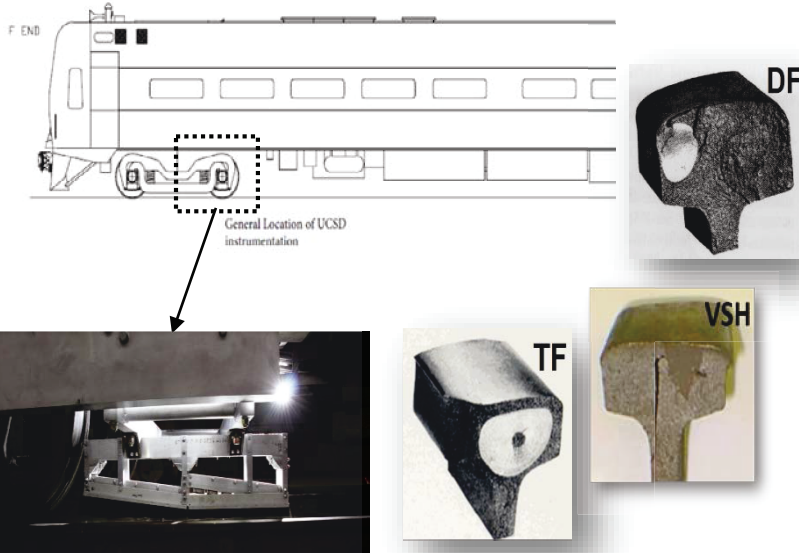 F END
DF
General Location of UCSD
instrumentation
VSH
TF